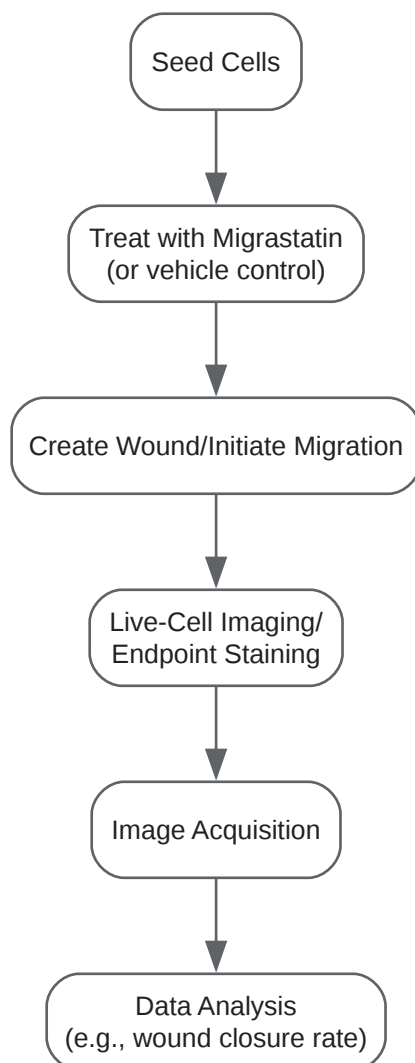 Seed Cells
Treat with Migrastatin
(or vehicle control)
Create Wound/Initiate Migration
Live-Cell Imaging/
Endpoint Staining
Image Acquisition
Data Analysis
(e.g., wound closure rate)